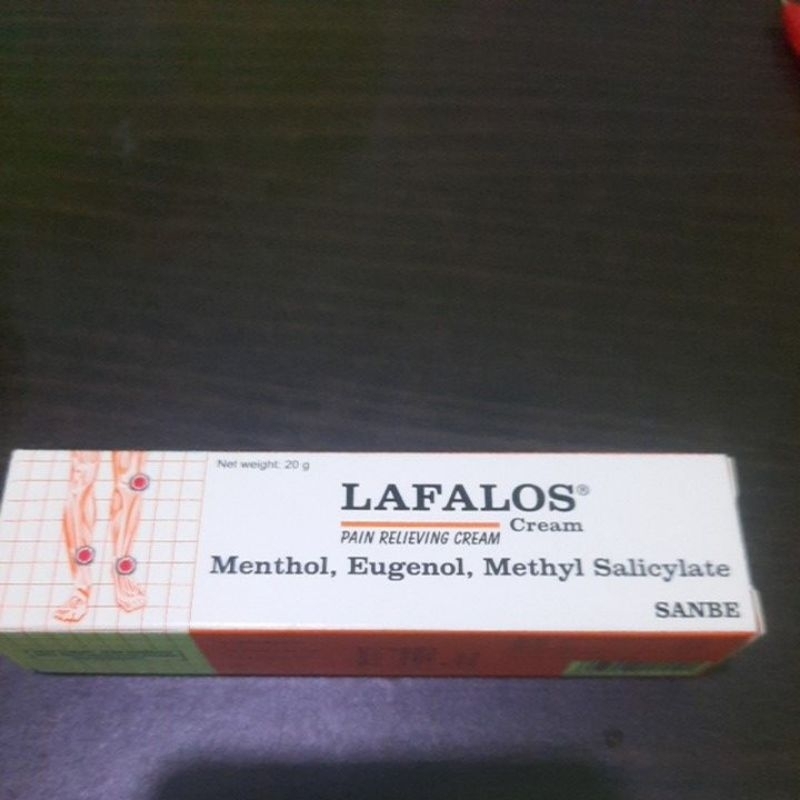 Net weight: 20 g
LAFALOS®
Cream
PAIN RELIEVING CREAM
Menthol, Eugenol, Methyl Salicylate
SANBE